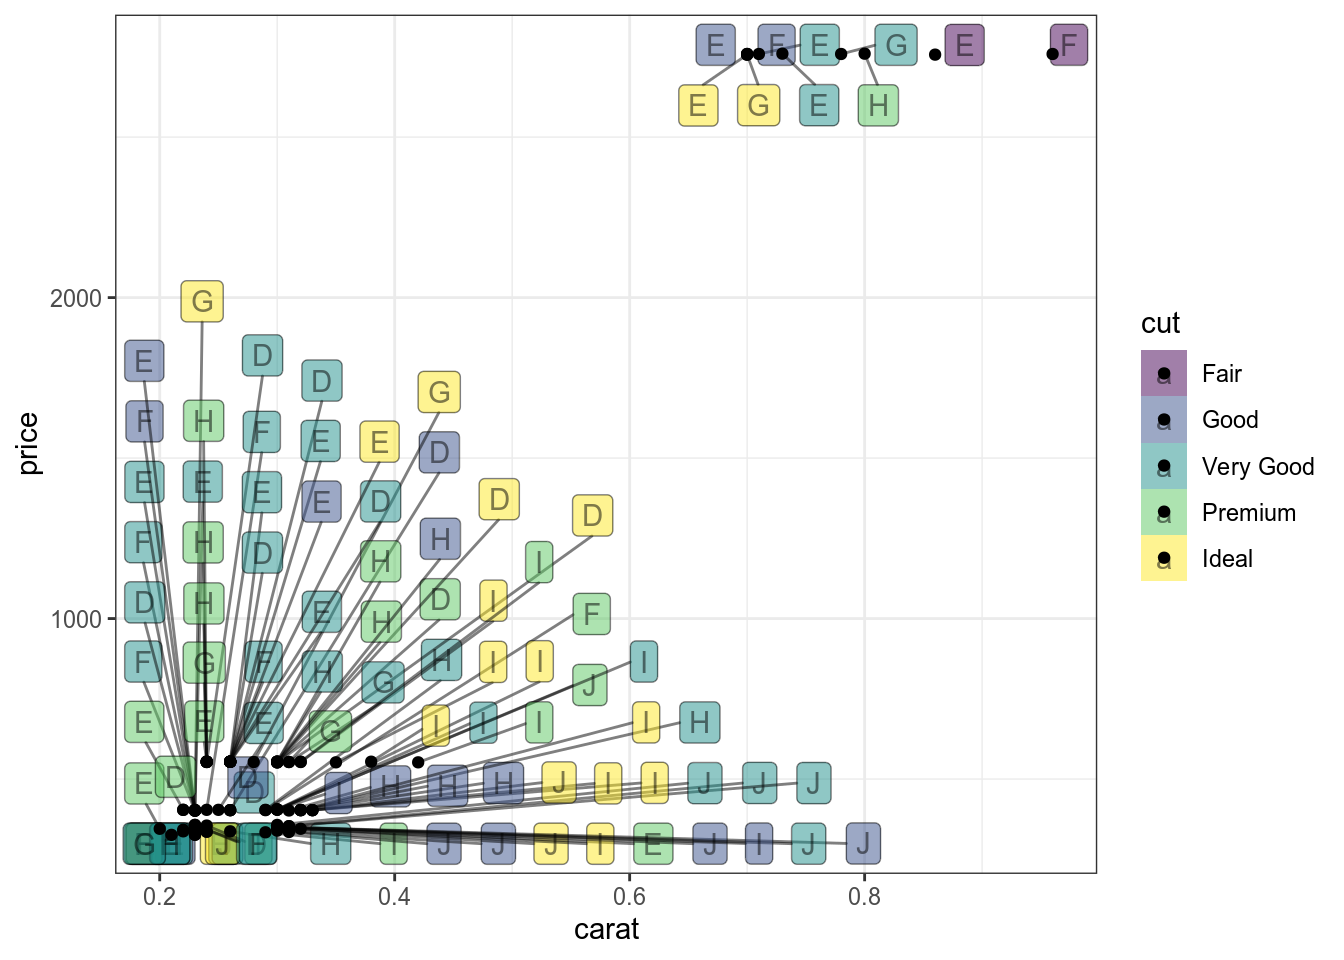 E F E G E F
E G E H
2000
G
E D D G
F H F E E D
E E E E D D D
F H D H H I
D H E H D I F
F G F H G H I I I
E E E G I I I J I H
E D D D I H H H J I I J J J
G H J D H I J J J I E J I J J
1000
0.2 0.4 0.6 0.8
carat
price
cut
a Fair
a Good
a Very Good
a Premium
a Ideal